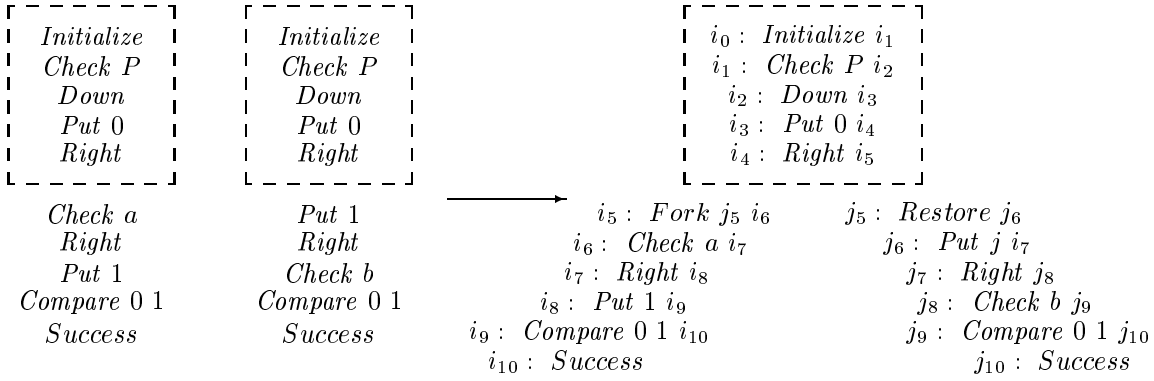 Initialize
Check P
Down
Put 0
Right
Check a
Right
Put 1
Compare 0 1
Success
Initialize
Check P
Down
Put 0
Right
Put 1
Right
Check b
Compare 0 1
Success
i₀ : Initialize i₁
i₁ : Check P i₂
i₂ : Down i₃
i₃ : Put 0 i₄
i₄ : Right i₅
i₅ : Fork j₅ i₆
i₆ : Check a i₇
i₇ : Right i₈
i₈ : Put 1 i₉
i₉ : Compare 0 1 i₁₀
i₁₀ : Success
j₅ : Restore j₆
j₆ : Put j i₇
j₇ : Right j₈
j₈ : Check b j₉
j₉ : Compare 0 1 j₁₀
j₁₀ : Success